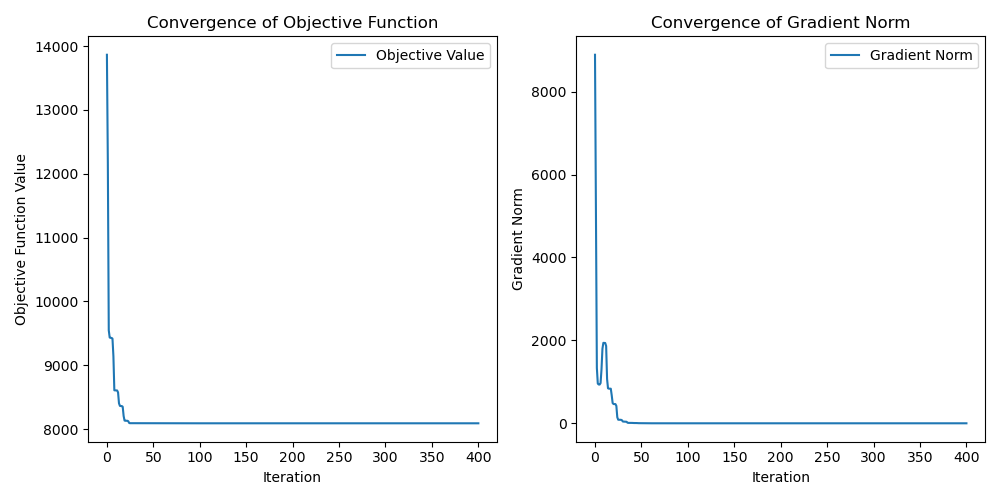 Convergence of Objective Function
Objective Value
14000
13000
12000
11000
10000
9000
8000
Objective Function Value
0 50 100 150 200 250 300 350 400
Iteration
Convergence of Gradient Norm
Gradient Norm
8000
6000
4000
2000
0
Gradient Norm
0 50 100 150 200 250 300 350 400
Iteration